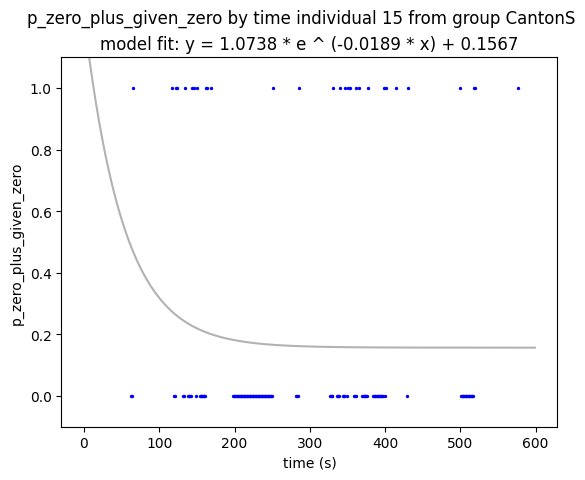 p_zero_plus_given_zero by time individual 15 from group CantonS
model fit: y = 1.0738 * e ^ (-0.0189 * x) + 0.1567
1.0
0.8
0.6
0.4
0.2
0.0
p_zero_plus_given_zero
0 100 200 300 400 500 600
time (s)